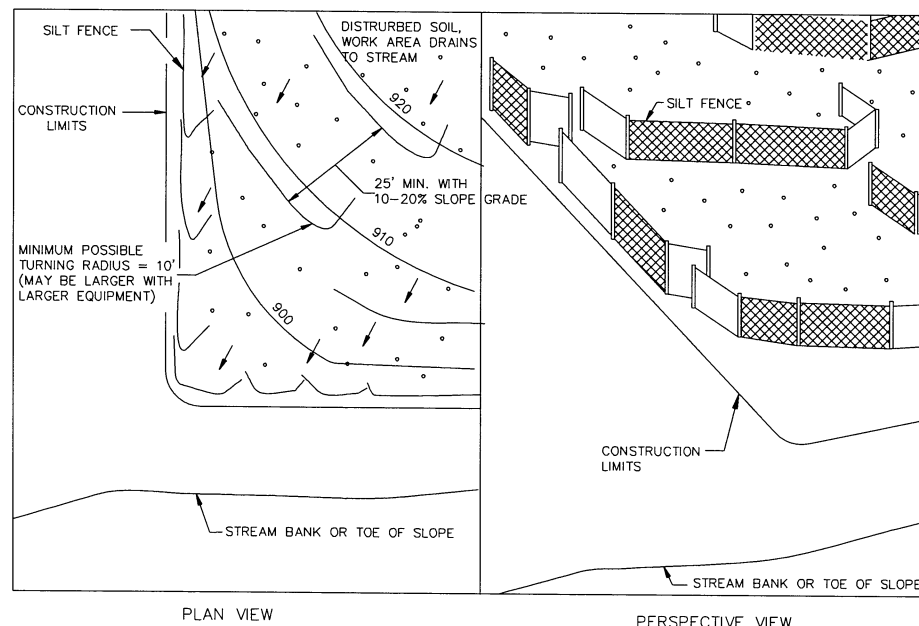 SILT FENCE
DISTRURBED SOIL,
WORK AREA DRAINS
TO STREAM
CONSTRUCTION
LIMITS
920
25' MIN. WITH
10-20% SLOPE GRADE
910
MINIMUM POSSIBLE
TURNING RADIUS = 10'
(MAY BE LARGER WITH
LARGER EQUIPMENT)
900
STREAM BANK OR TOE OF SLOPE
PLAN VIEW
SILT FENCE
CONSTRUCTION
LIMITS
STREAM BANK OR TOE OF SLOPE
PERSPECTIVE VIEW